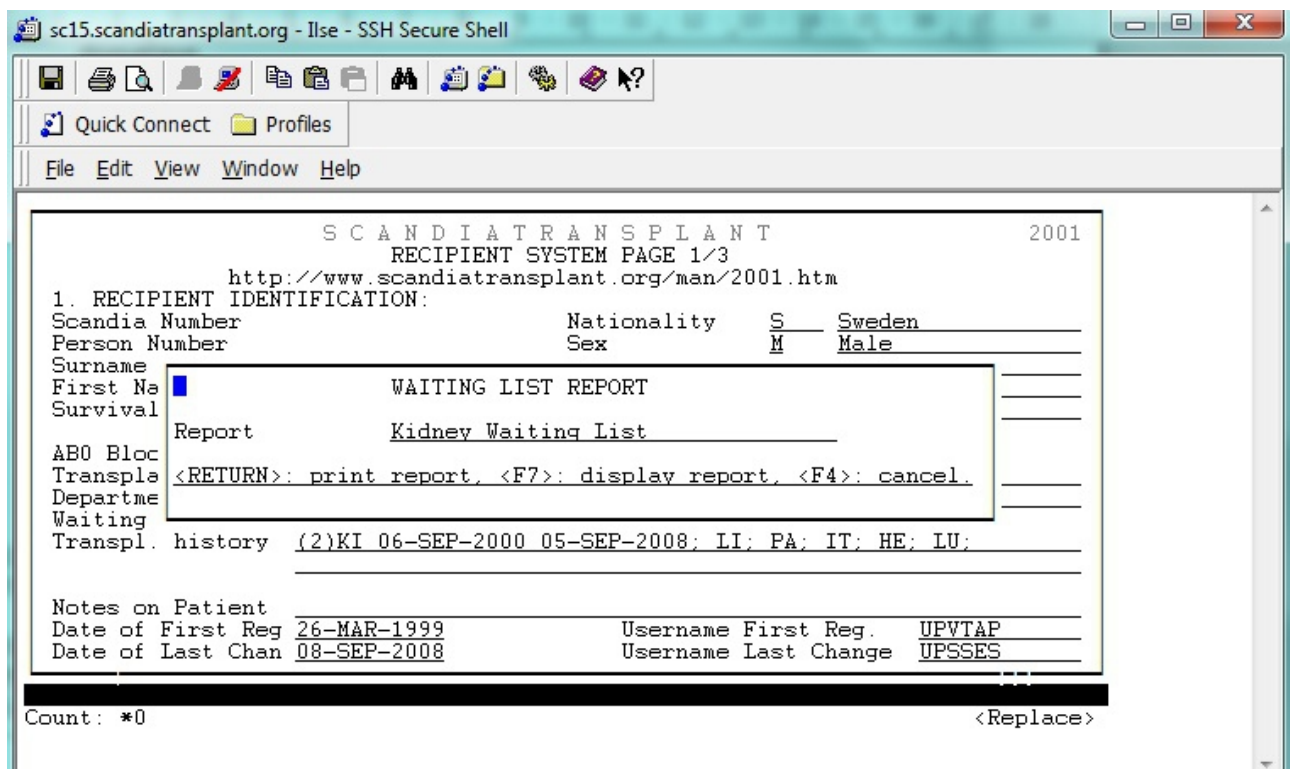 sc15.scandiatransplant.org - Ilse - SSH Secure Shell
Quick Connect Profiles
File Edit View Window Help
S C A N D I A T R A N S P L A N T 2001
RECIPIENT SYSTEM PAGE 1/3
http://www.scandiatransplant.org/man/2001.htm
1. RECIPIENT IDENTIFICATION:
Scandia Number Nationality S Sweden
Person Number Sex M Male
Surname
First Na WAITING LIST REPORT
Survival
Report Kidney Waiting List
AB0 Bloc
Transpla <RETURN>: print report, <F7>: display report, <F4>: cancel.
Departme
Waiting
Transpl. history (2)KI 06-SEP-2000 05-SEP-2008; LI; PA; IT; HE; LU;
Notes on Patient
Date of First Reg 26-MAR-1999 Username First Reg. UPVTAP
Date of Last Chan 08-SEP-2008 Username Last Change UPSSES
Count: *0 <Replace>